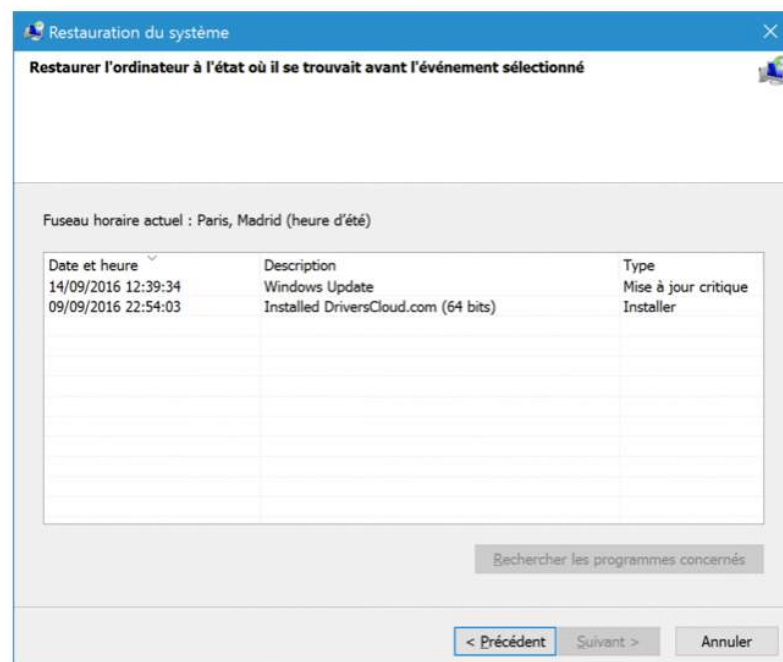 Restauration du système
Restaurer l'ordinateur à l'état où il se trouvait avant l'événement sélectionné
Fuseau horaire actuel : Paris, Madrid (heure d'été)
Date et heure Description Type
14/09/2016 12:39:34 Windows Update Mise à jour critique
09/09/2016 22:54:03 Installed DriversCloud.com (64 bits) Installer
Rechercher les programmes concernés
< Précédent Suivant > Annuler